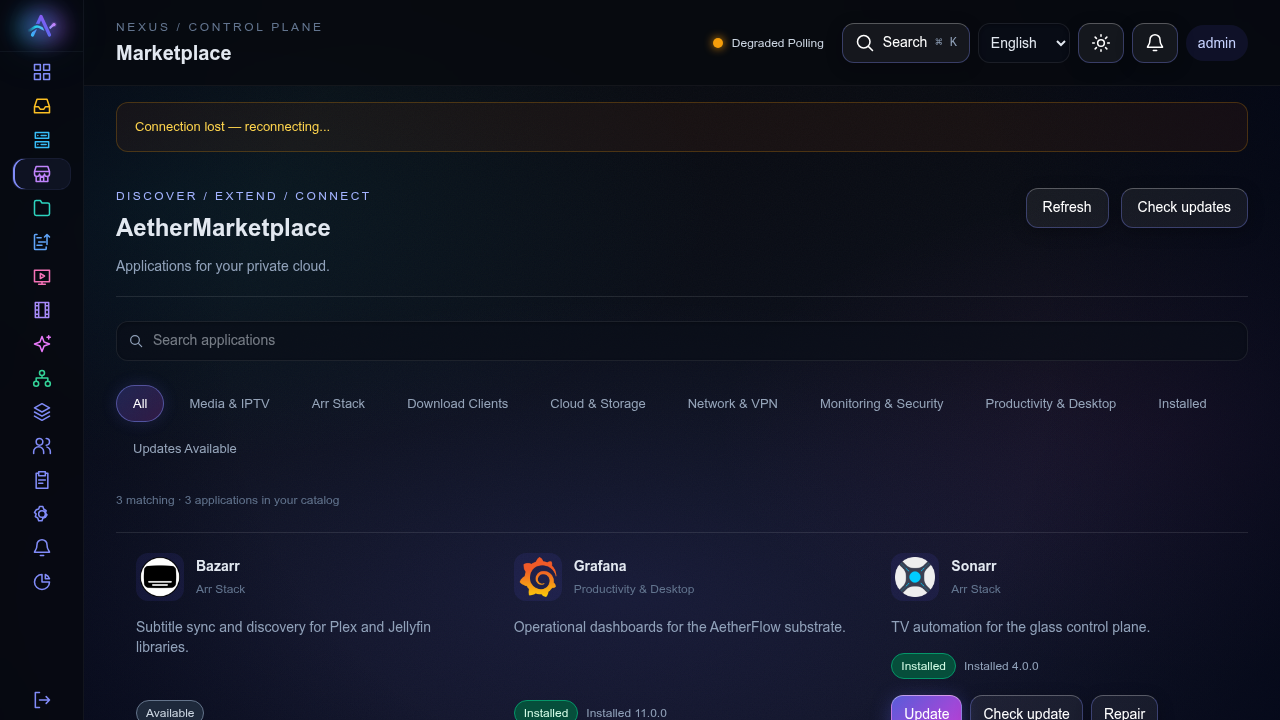 NEXUS / CONTROL PLANE
Marketplace
Degraded Polling
Search ⌘ K
English
admin
Connection lost — reconnecting...
DISCOVER / EXTEND / CONNECT
AetherMarketplace
Applications for your private cloud.
Refresh
Check updates
Search applications
All
Media & IPTV
Arr Stack
Download Clients
Cloud & Storage
Network & VPN
Monitoring & Security
Productivity & Desktop
Installed
Updates Available
3 matching · 3 applications in your catalog
Bazarr
Arr Stack
Subtitle sync and discovery for Plex and Jellyfin
libraries.
Available
Grafana
Productivity & Desktop
Operational dashboards for the AetherFlow substrate.
Installed
Installed 11.0.0
Sonarr
Arr Stack
TV automation for the glass control plane.
Installed
Installed 4.0.0
Update
Check update
Repair